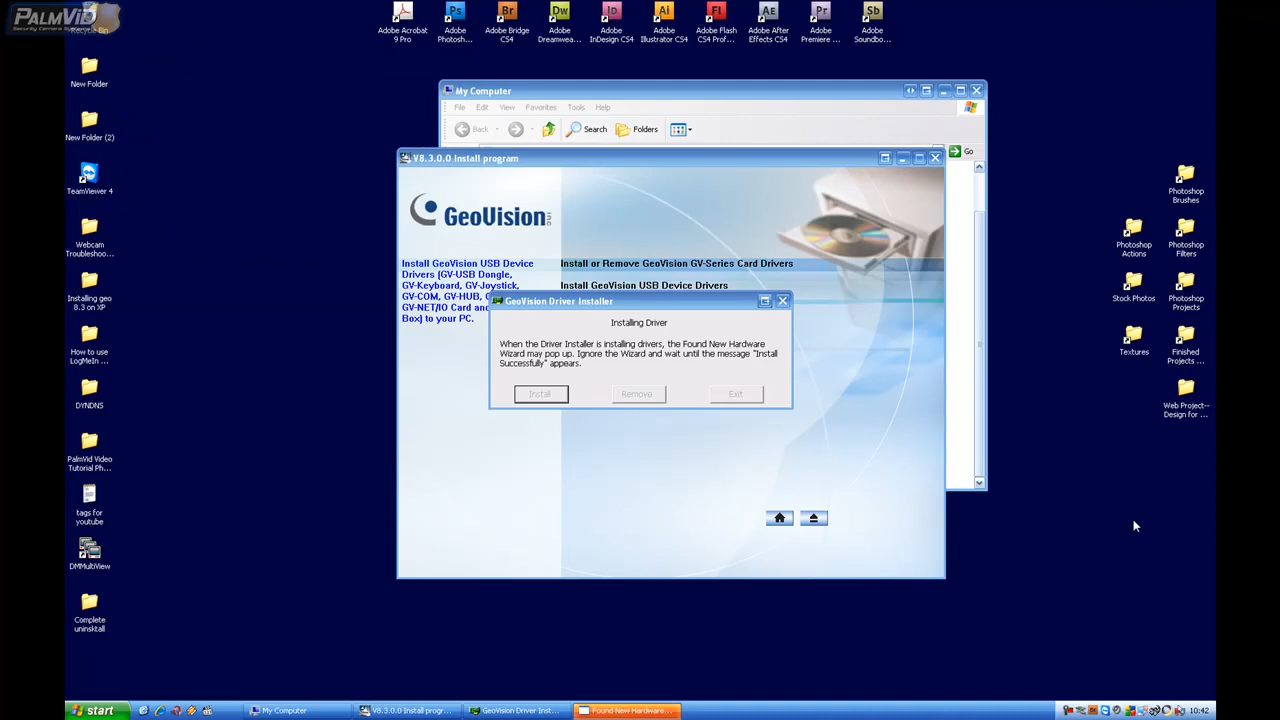 PALMVID
Security Camera Systems
Recycle Bin
Adobe Acrobat
9 Pro
Adobe
Photosh...
Adobe Bridge
CS4
Adobe
Dreamwea...
Adobe
InDesign CS4
Adobe
Illustrator CS4
Adobe Flash
CS4 Prof...
Adobe After
Effects CS4
Adobe
Premiere ...
Adobe
Soundbo...
New Folder
New Folder (2)
TeamViewer 4
Webcam
Troubleshoo...
Installing geo
8.3 on XP
How to use
LogMeIn ...
DYNDNS
PalmVid Video
Tutorial Ph...
tags for
youtube
DMMultiView
Complete
uninsktall
My Computer
File Edit View Favorites Tools Help
Back Search Folders
Go
V8.3.0.0 Install program
GeoVision inc
Install GeoVision USB Device
Drivers (GV-USB Dongle,
GV-Keyboard, GV-Joystick,
GV-COM, GV-HUB,
GV-NET/IO Card and
Box) to your PC.
Install or Remove GeoVision GV-Series Card Drivers
Install GeoVision USB Device Drivers
GeoVision Driver Installer
Installing Driver
When the Driver Installer is installing drivers, the Found New Hardware
Wizard may pop up. Ignore the Wizard and wait until the message "Install
Successfully" appears.
Install Remove Exit
Photoshop
Brushes
Photoshop
Actions
Photoshop
Filters
Stock Photos
Photoshop
Projects
Textures
Finished
Projects ...
Web Project--
Design for ...
start
My Computer
V8.3.0.0 Install progr...
GeoVision Driver Inst...
Found New Hardware...
10:42